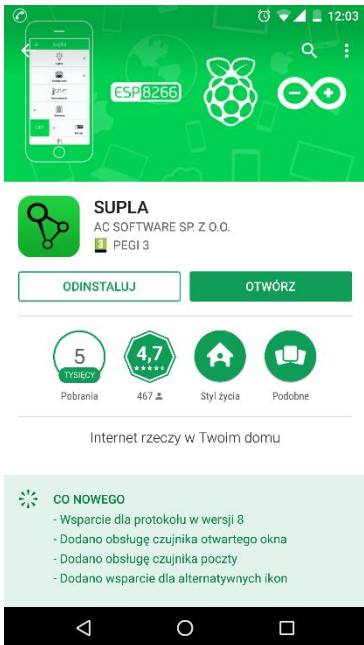 12:03
SUPLA
ESP8266
SUPLA
AC SOFTWARE SP. Z O.O.
3 PEGI 3
ODINSTALUJ
OTWÓRZ
5
TYSIĘCY
Pobrania
4,7
467
Styl życia
Podobne
Internet rzeczy w Twoim domu
CO NOWEGO
- Wsparcie dla protokołu w wersji 8
- Dodano obsługę czujnika otwartego okna
- Dodano obsługę czujnika poczty
- Dodano wsparcie dla alternatywnych ikon